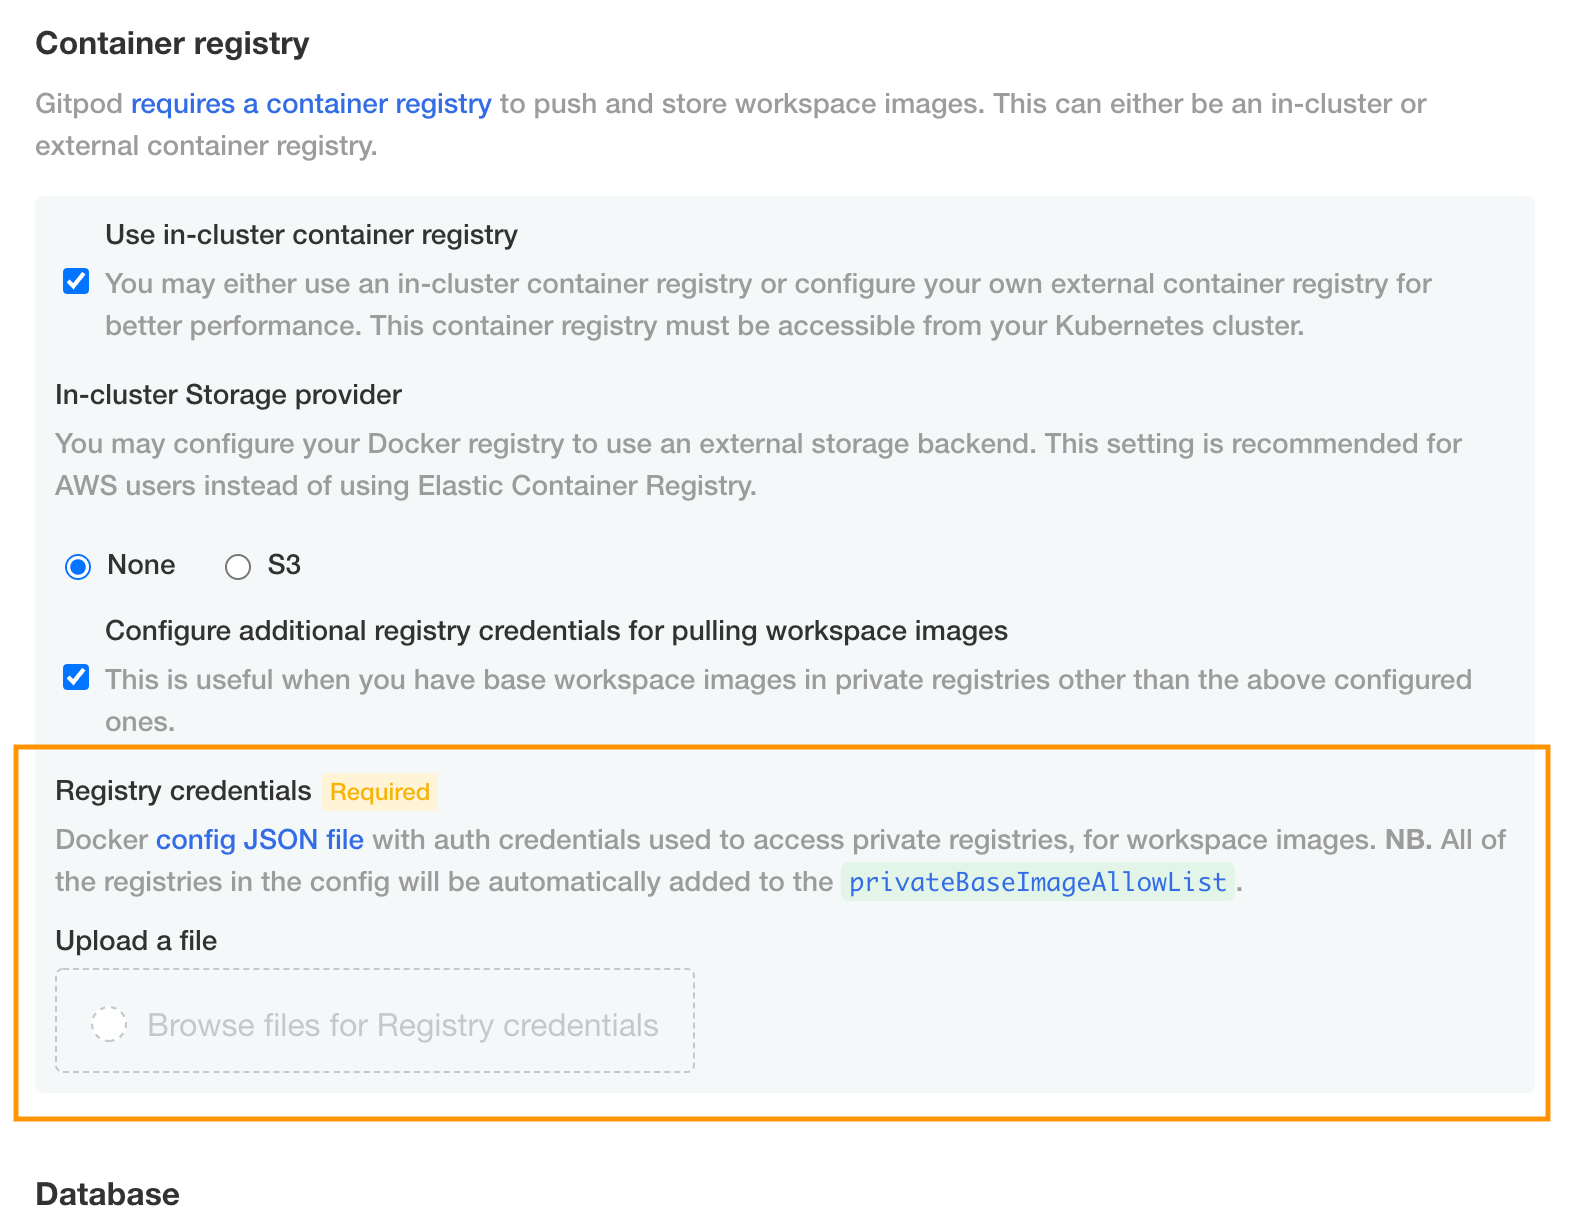 Container registry
Gitpod requires a container registry to push and store workspace images. This can either be an in-cluster or
external container registry.
Use in-cluster container registry
You may either use an in-cluster container registry or configure your own external container registry for
better performance. This container registry must be accessible from your Kubernetes cluster.
In-cluster Storage provider
You may configure your Docker registry to use an external storage backend. This setting is recommended for
AWS users instead of using Elastic Container Registry.
None S3
Configure additional registry credentials for pulling workspace images
This is useful when you have base workspace images in private registries other than the above configured
ones.
Registry credentials Required
Docker config JSON file with auth credentials used to access private registries, for workspace images. NB. All of
the registries in the config will be automatically added to the privateBaseImageAllowList.
Upload a file
Browse files for Registry credentials
Database